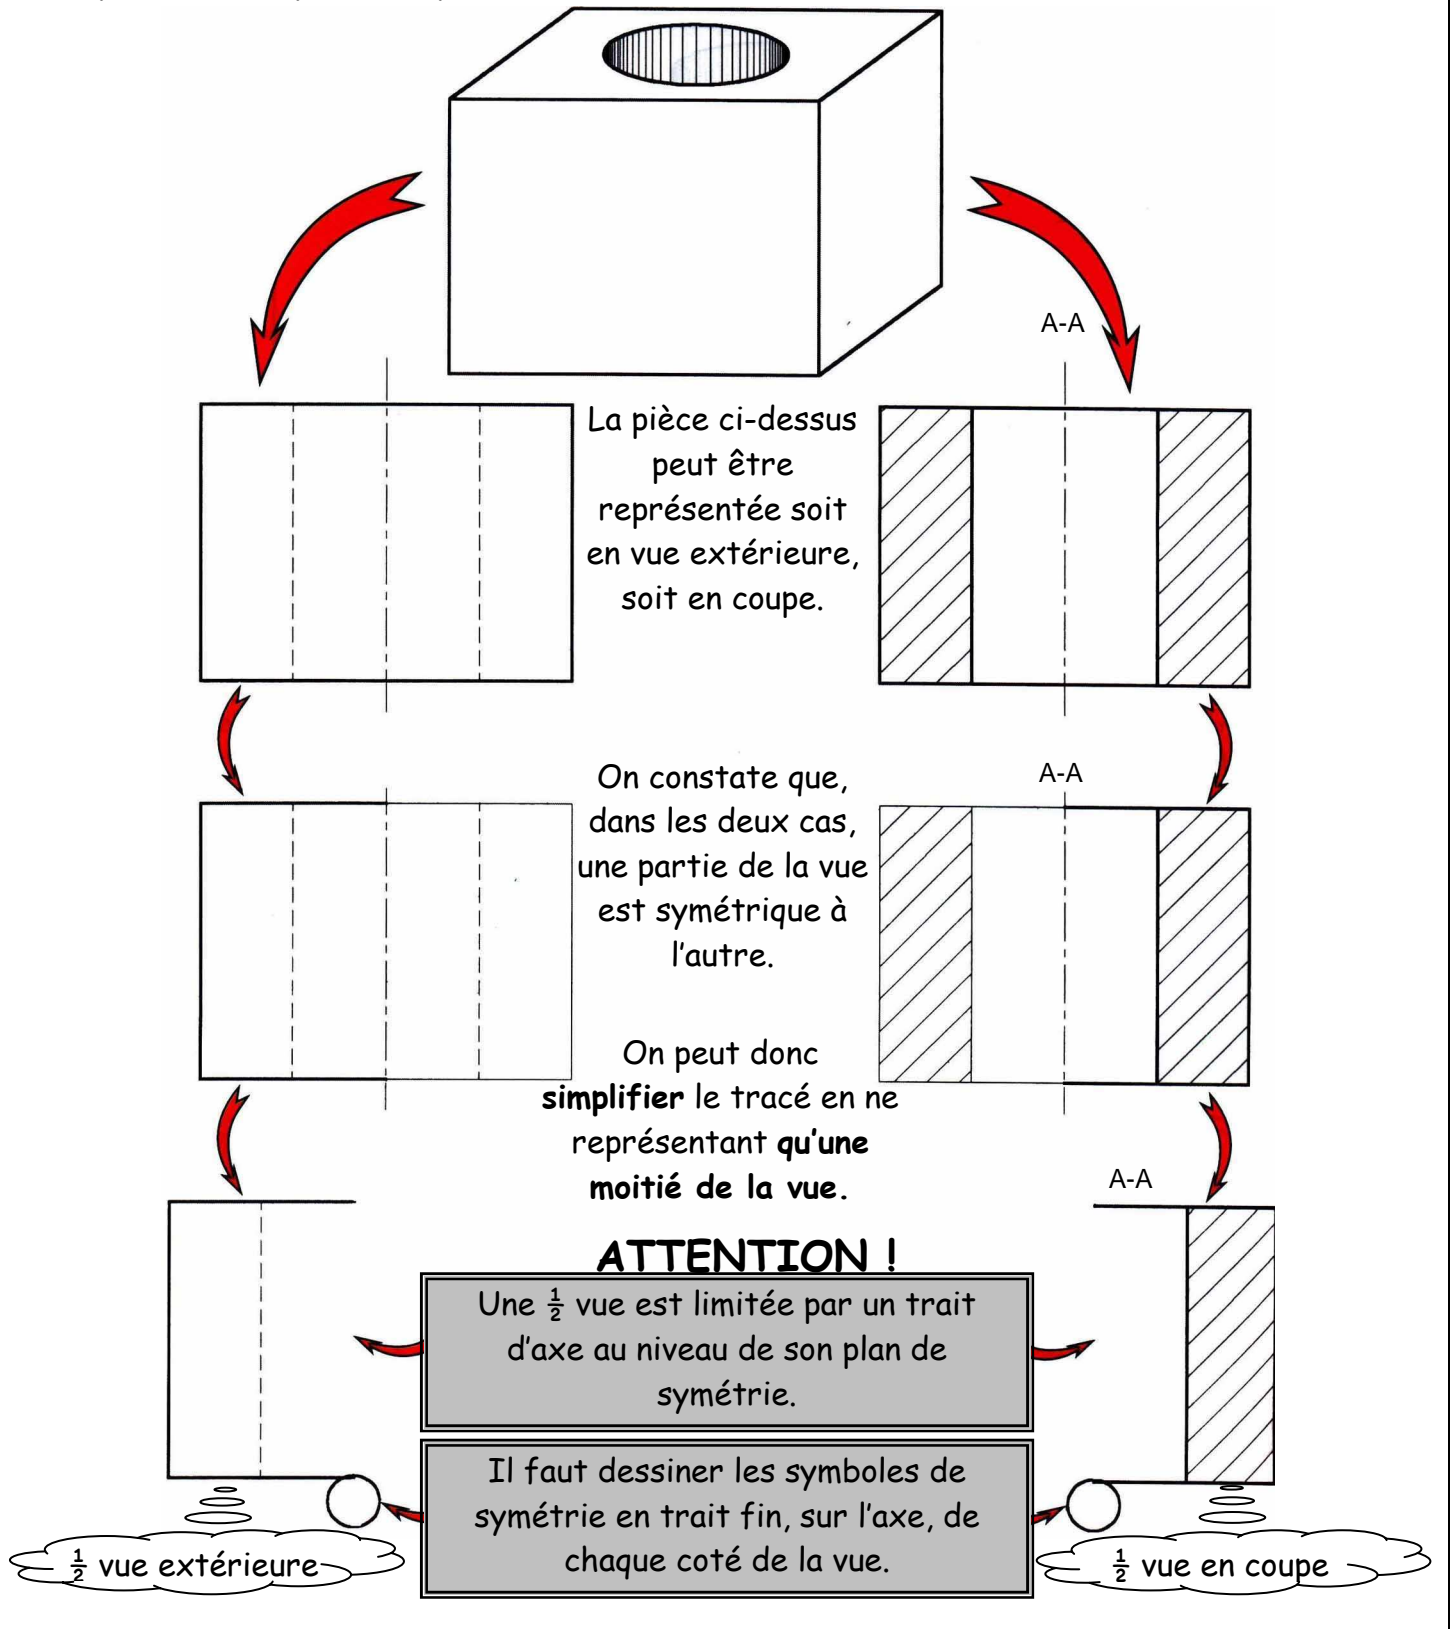 A-A
La pièce ci-dessus
peut être
représentée soit
en vue extérieure,
soit en coupe.
A-A
On constate que,
dans les deux cas,
une partie de la vue
est symétrique à
l'autre.
On peut donc
simplifier le tracé en ne
représentant qu'une
moitié de la vue.
A-A
ATTENTION !
Une ½ vue est limitée par un trait
d'axe au niveau de son plan de
symétrie.
Il faut dessiner les symboles de
symétrie en trait fin, sur l'axe, de
chaque coté de la vue.
½ vue extérieure
½ vue en coupe